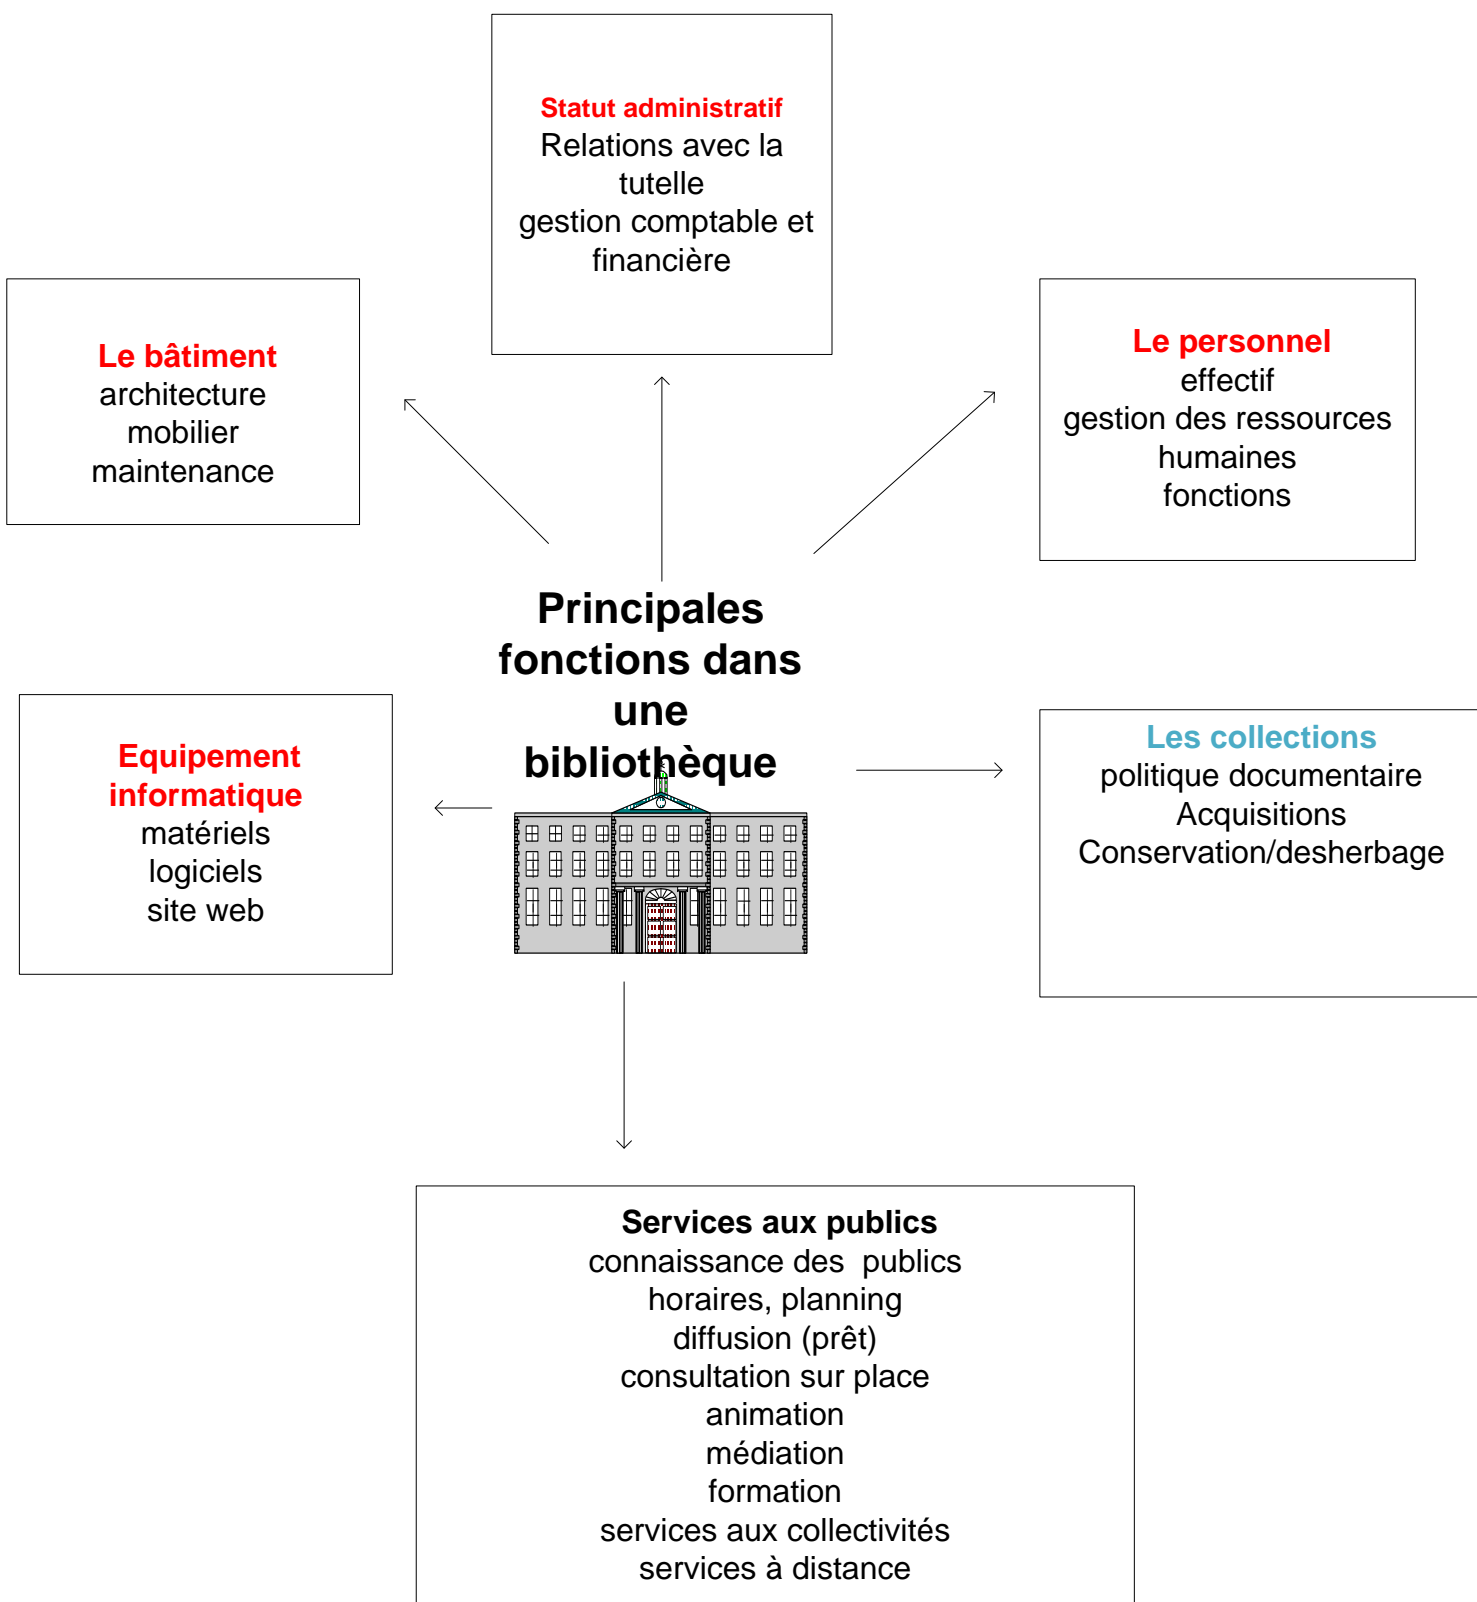 Statut administratif
Relations avec la
tutelle
gestion comptable et
financière
Le bâtiment
architecture
mobilier
maintenance
Le personnel
effectif
gestion des ressources
humaines
fonctions
Principales
fonctions dans
une
bibliothèque
Equipement
informatique
matériels
logiciels
site web
Les collections
politique documentaire
Acquisitions
Conservation/desherbage
Services aux publics
connaissance des  publics
horaires, planning
diffusion (prêt)
consultation sur place
animation
médiation
formation
services aux collectivités
services à distance